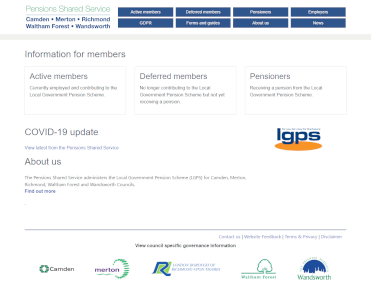 Pensions Shared Service
Camden • Merton • Richmond
Waltham Forest • Wandsworth
Active members
Deferred members
Pensioners
Employers
GDPR
Forms and guides
About us
News
Information for members
Active members
Currently employed and contributing to the
Local Government Pension Scheme
Deferred members
No longer contributing to the Local
Government Pension Scheme but not yet
receiving a pension.
Pensioners
Receiving a pension from the Local
Government Pension Scheme
COVID-19 update
View latest from the Pensions Shared Service
lgps
About us
The Pensions Shared Service administers the Local Government Pension Scheme (LGPS) for Camden, Merton,
Richmond, Waltham Forest and Wandsworth Councils
Find out more
Contact us | Website Feedback | Terms & Privacy | Disclaimer
View council specific governance information
Camden
merton
LONDON BOROUGH OF
RICHMOND UPON THAMES
Waltham Forest
Wandsworth